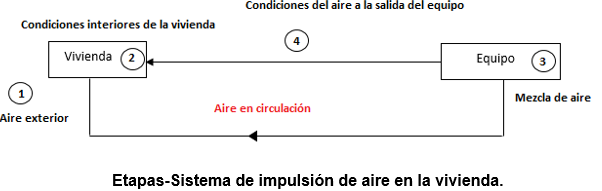 Condiciones del aire a la salida del equipo
Condiciones interiores de la vivienda
4
Vivienda
2
Equipo
3
1
Mezcla de aire
Aire en circulación
Aire exterior
Etapas-Sistema de impulsión de aire en la vivienda.